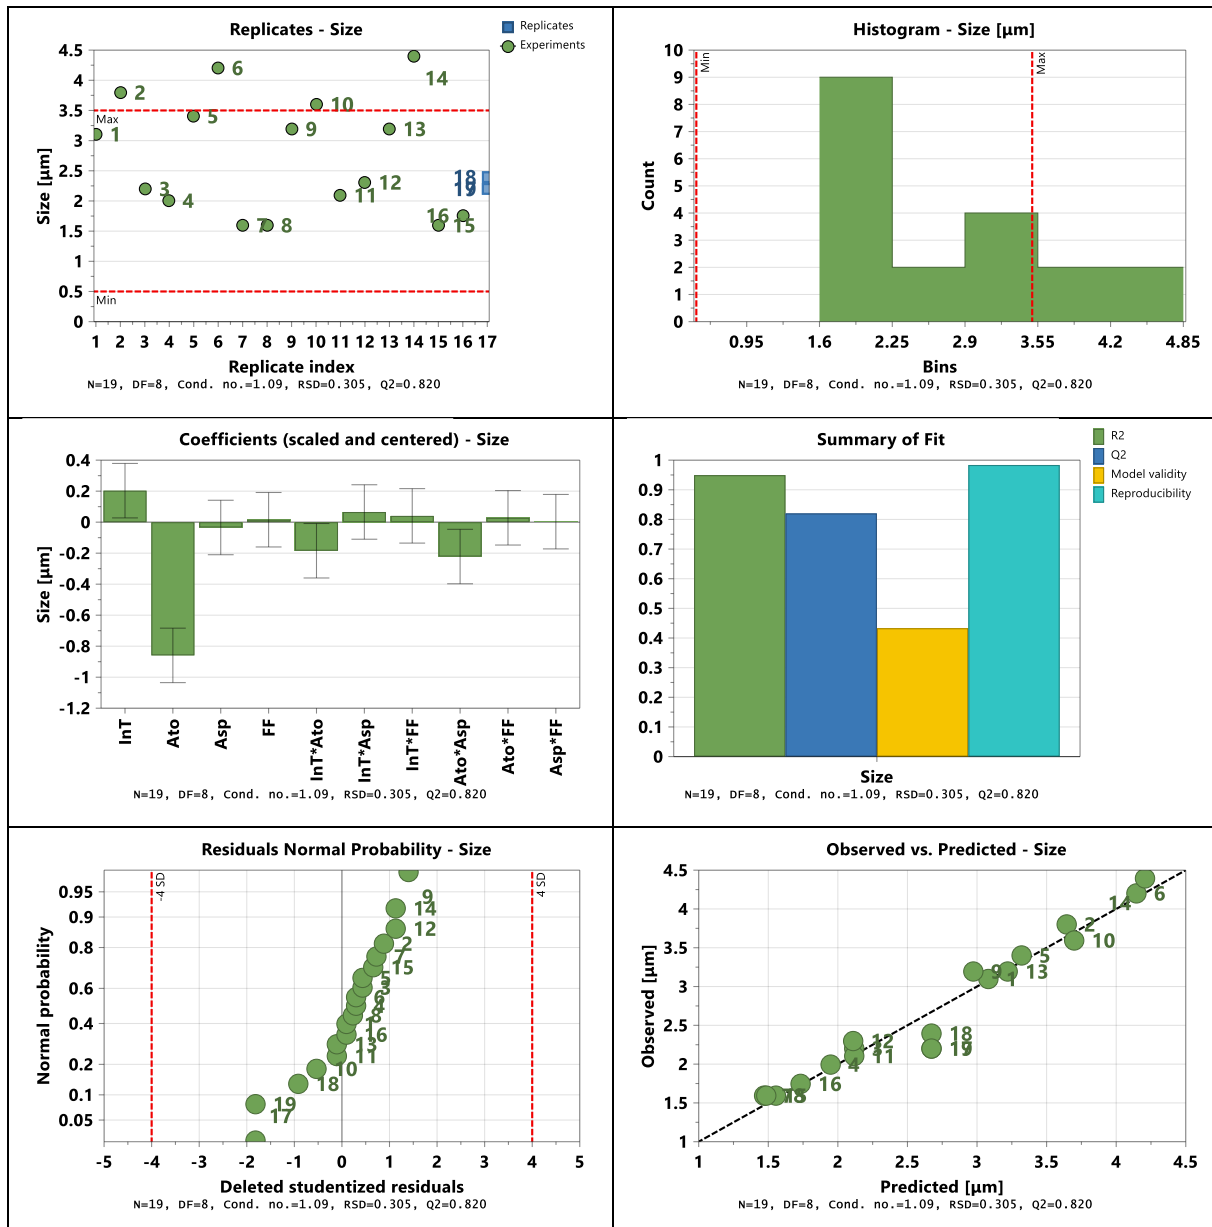 Replicates - Size
Replicates
Experiments
Size [µm]
4.5
4
3.5
3
2.5
2
1.5
1
0.5
0
Max
Min
1
2
3
4
5
6
7
8
9
10
11
12
13
14
16
15
18
19
17
1 2 3 4 5 6 7 8 9 10 11 12 13 14 15 16 17
Replicate index
N=19, DF=8, Cond. no.=1.09, RSD=0.305, Q2=0.820
Histogram - Size [µm]
Count
10
9
8
7
6
5
4
3
2
1
0
Min
Max
0.95 1.6 2.25 2.9 3.55 4.2 4.85
Bins
N=19, DF=8, Cond. no.=1.09, RSD=0.305, Q2=0.820
Coefficients (scaled and centered) - Size
Size [µm]
0.4
0.2
0
-0.2
-0.4
-0.6
-0.8
-1
-1.2
InT
Ato
Asp
FF
InT*Ato
InT*Asp
InT*FF
Ato*Asp
Ato*FF
Asp*FF
N=19, DF=8, Cond. no.=1.09, RSD=0.305, Q2=0.820
Summary of Fit
R2
Q2
Model validity
Reproducibility
1
0.9
0.8
0.7
0.6
0.5
0.4
0.3
0.2
0.1
0
Size
N=19, DF=8, Cond. no.=1.09, RSD=0.305, Q2=0.820
Residuals Normal Probability - Size
Normal probability
0.95
0.9
0.8
0.6
0.4
0.2
0.1
0.05
-4 SD
4 SD
9
14
12
2
7
15
5
3
6
4
8
1
16
13
11
10
18
19
17
-5 -4 -3 -2 -1 0 1 2 3 4 5
Deleted studentized residuals
N=19, DF=8, Cond. no.=1.09, RSD=0.305, Q2=0.820
Observed vs. Predicted - Size
Observed [µm]
4.5
4
3.5
3
2.5
2
1.5
1
14
6
2
10
5
9
13
1
18
12
11
4
16
1 1.5 2 2.5 3 3.5 4 4.5
Predicted [µm]
N=19, DF=8, Cond. no.=1.09, RSD=0.305, Q2=0.820